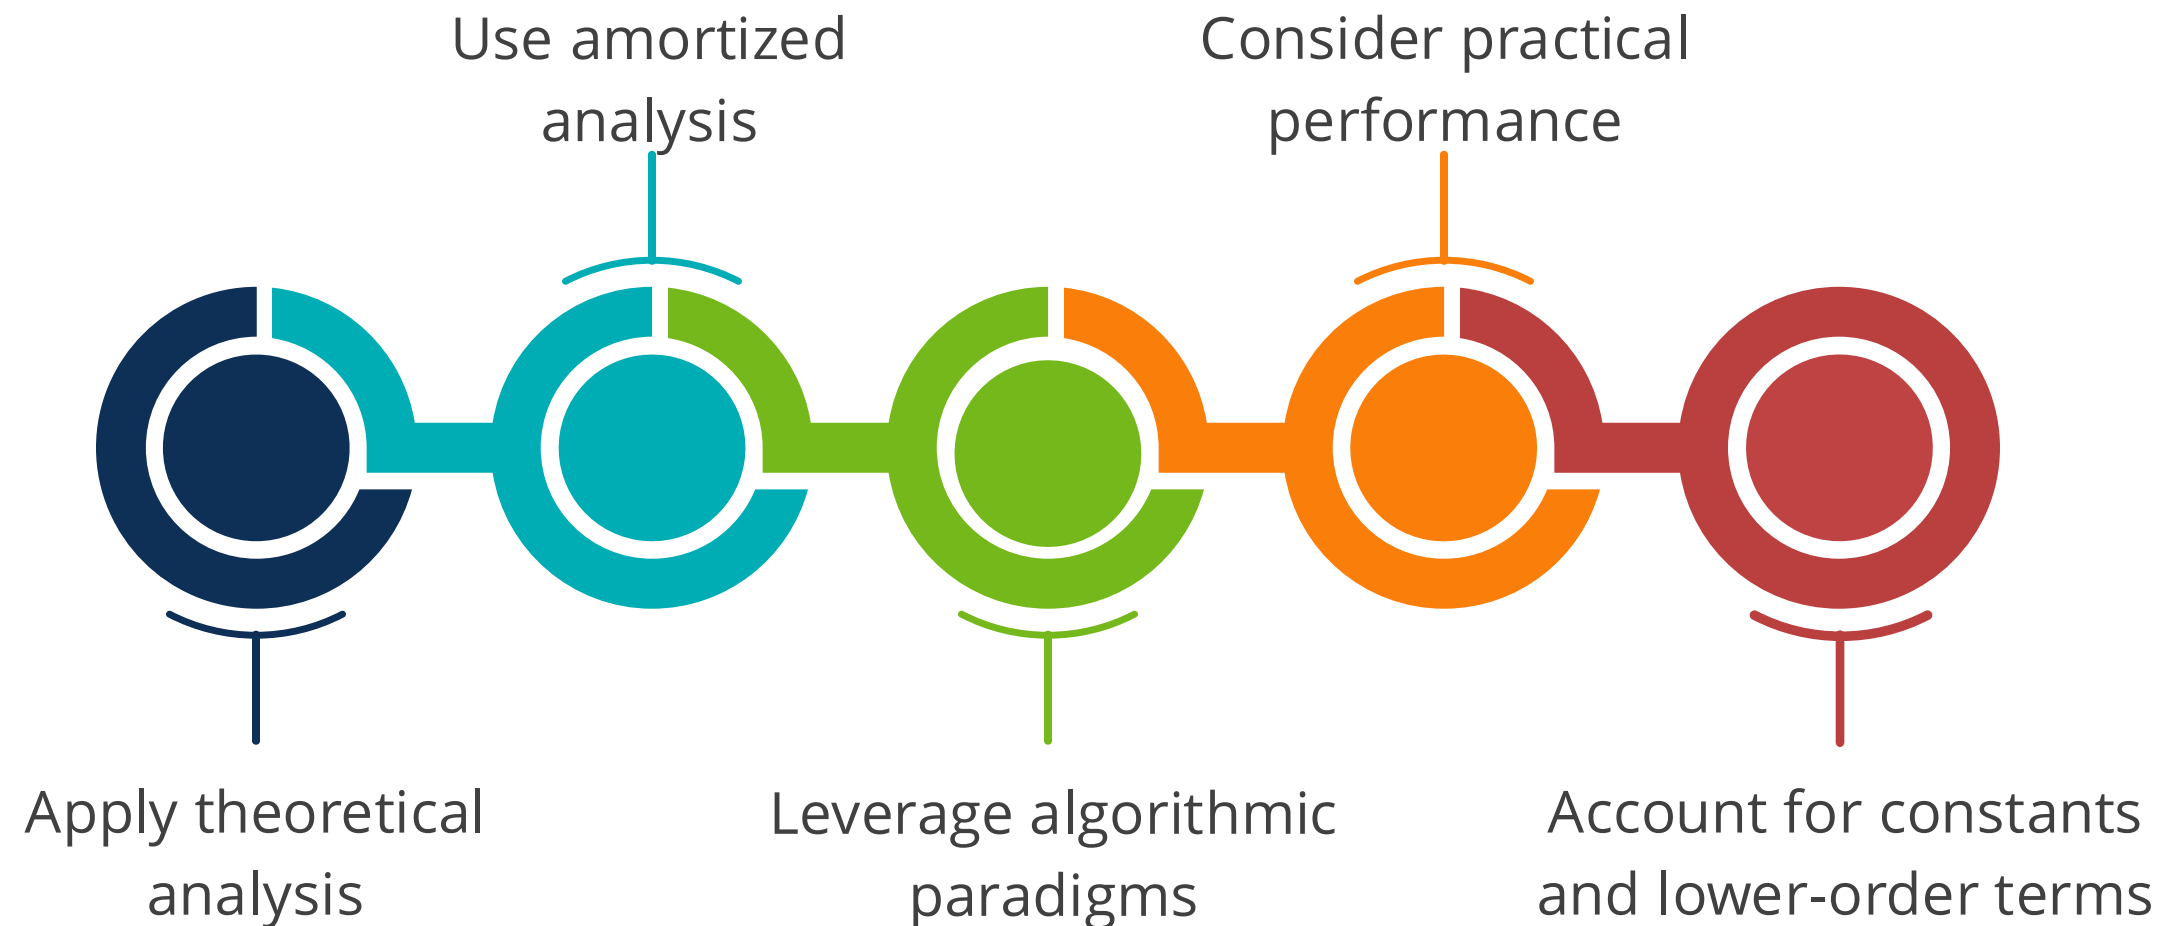 Use amortized
analysis
Consider practical
performance
Apply theoretical
analysis
Leverage algorithmic
paradigms
Account for constants
and lower-order terms